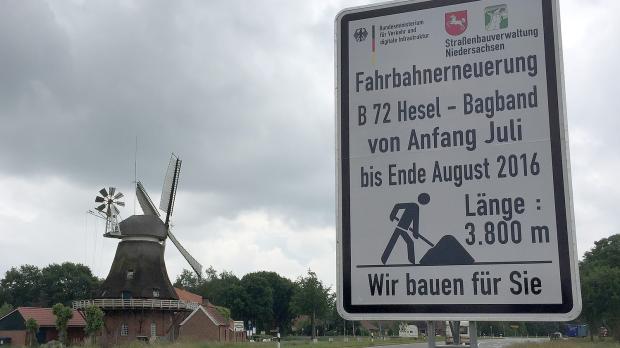 Bundesministerium
für Verkehr und
digitale Infrastruktur
Straßenbauverwaltung
Niedersachsen
Fahrbahnerneuerung
B 72 Hesel - Bagband
von Anfang Juli
bis Ende August 2016
Länge :
3.800 m
Wir bauen für Sie